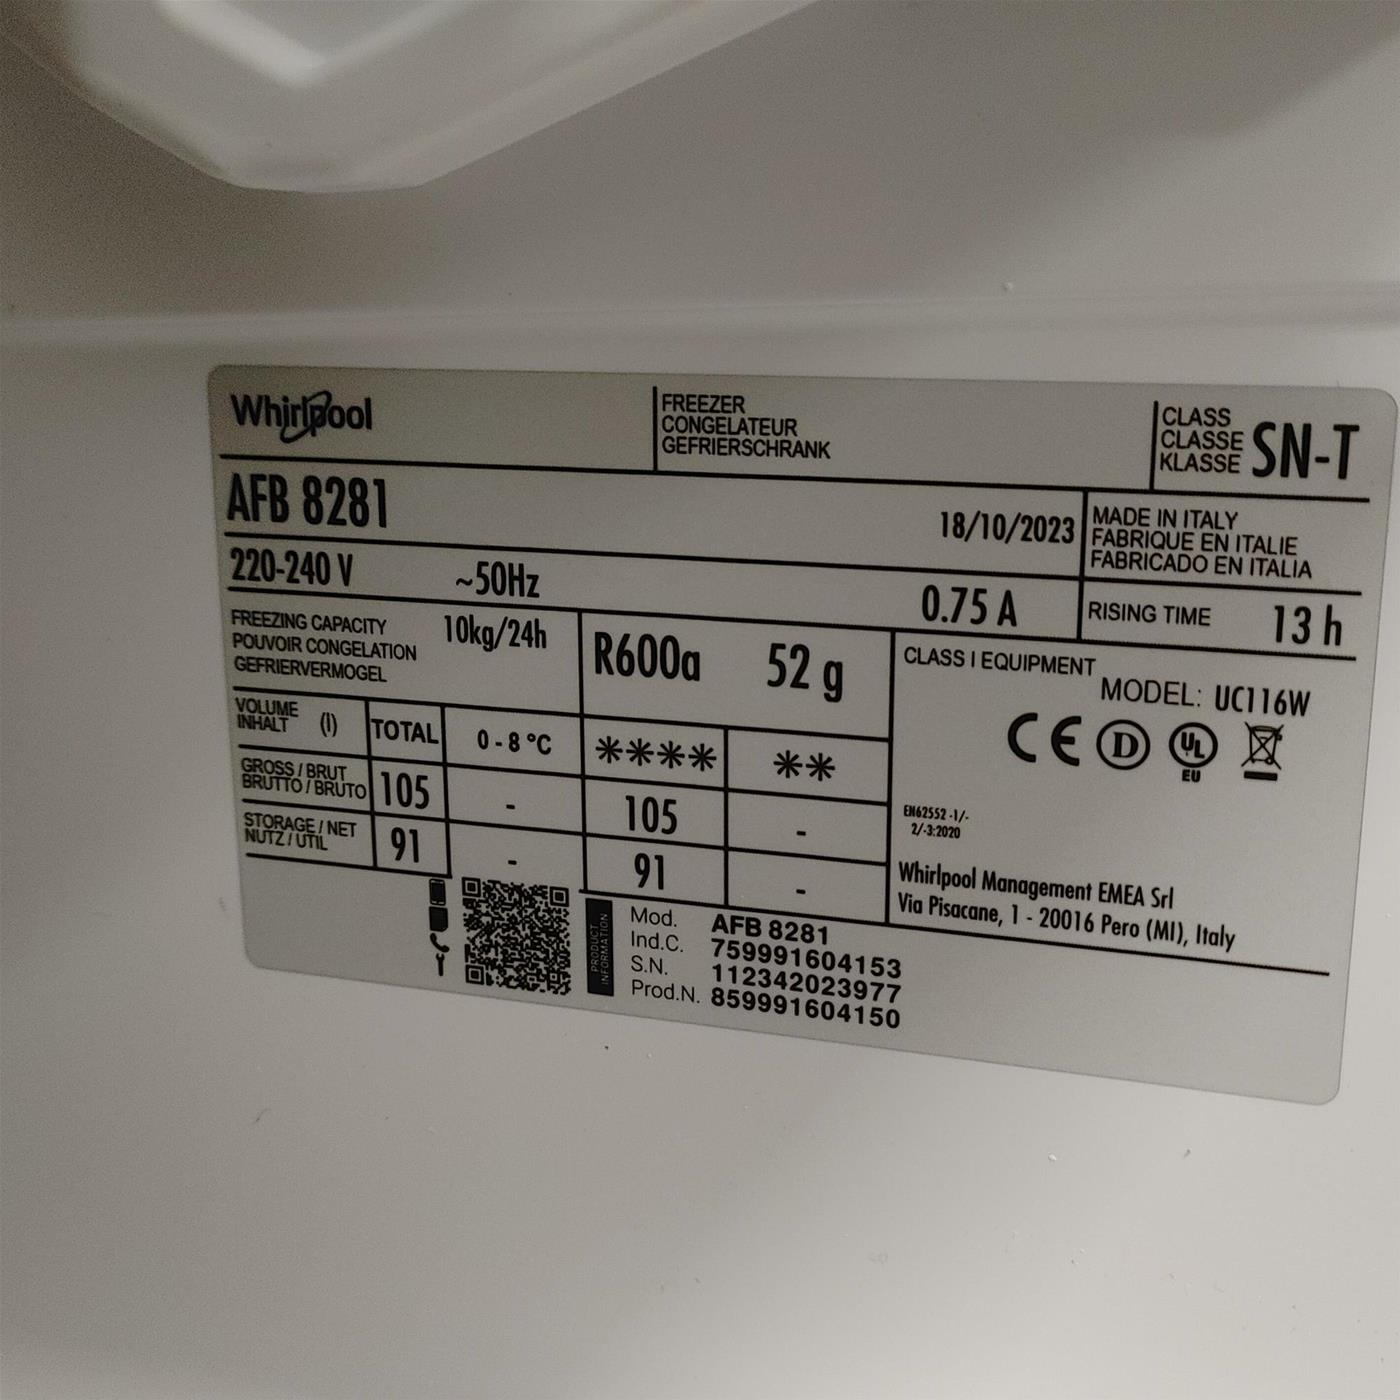 Whirlpool
FREEZER
CONGELATEUR
GEFRIERSCHRANK
CLASS
CLASSE
KLASSE
SN-T
AFB 8281
18/10/2023
MADE IN ITALY
FABRIQUE EN ITALIE
FABRICADO EN ITALIA
220-240 V ~50Hz 0.75 A
RISING TIME 13 h
FREEZING CAPACITY
POUVOIR CONGELATION
GEFRIERVERMOGEL
10kg/24h
R600a 52 g
CLASS I EQUIPMENT
MODEL: UC116W
VOLUME
INHALT (l)
TOTAL 0 - 8 °C **** **
CE D UL
EU
GROSS / BRUT
BRUTTO / BRUTO
105 - 105 -
STORAGE / NET
NUTZ / UTIL
91 - 91 -
EN62552 -1/-
2/-3:2020
Whirlpool Management EMEA Srl
Via Pisacane, 1 - 20016 Pero (MI), Italy
PRODUCT
INFORMATION
Mod. AFB 8281
Ind.C. 759991604153
S.N. 112342023977
Prod.N. 859991604150